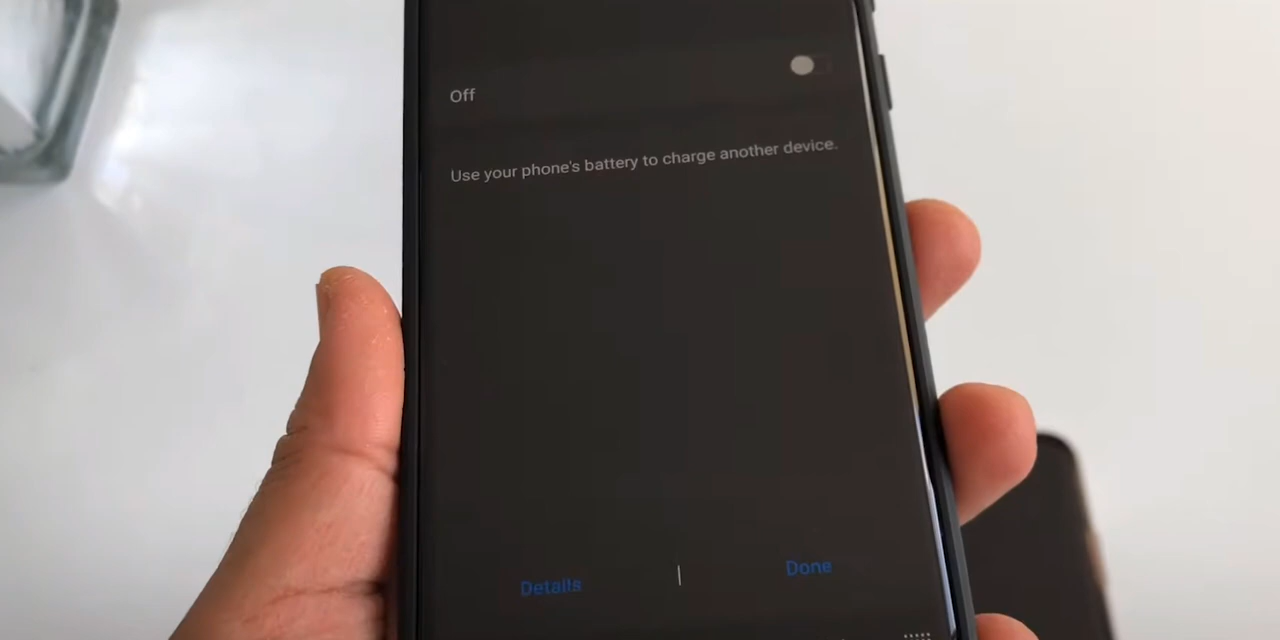 Off
Use your phone's battery to charge another device.
Details
Done